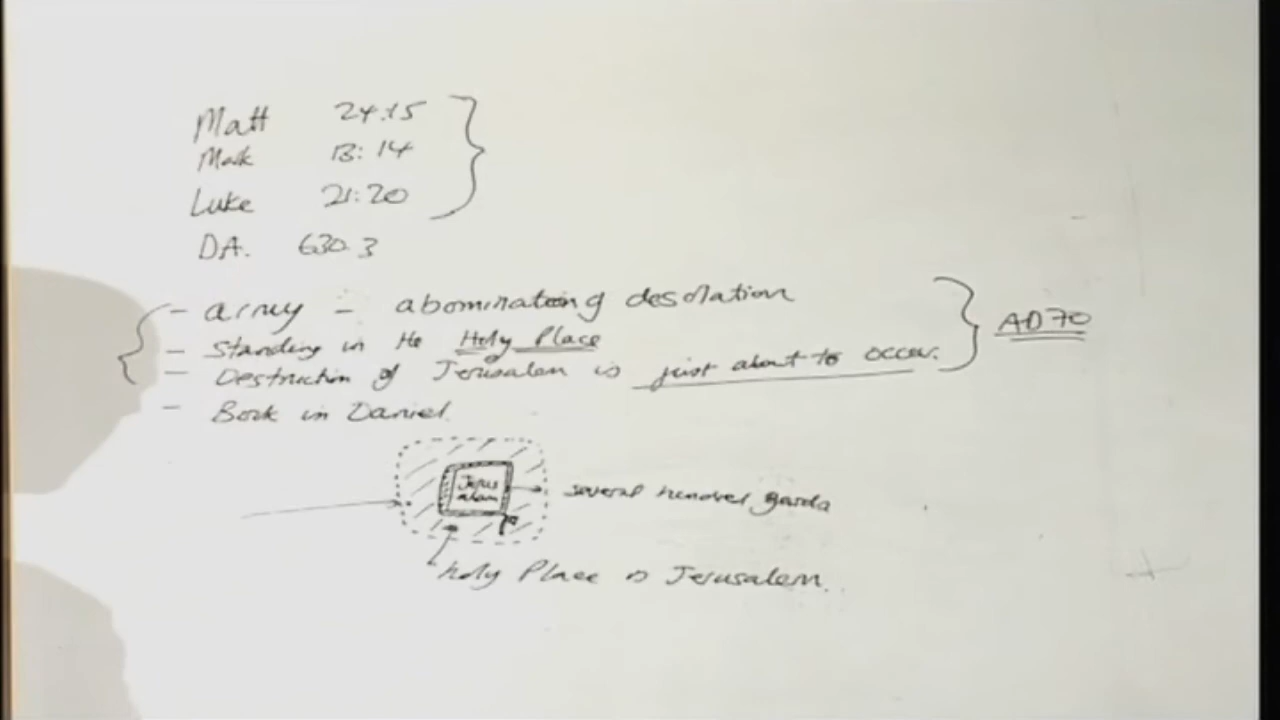 Matt 24:15
Mark 13:14
Luke 21:20
DA. 630.3
- army - abominating desolation
- Standing in the Holy Place
- Destruction of Jerusalem is just about to occur.
AD70
- Book in Daniel.
Jerus
alem
several hundred yards
Holy Place is Jerusalem.